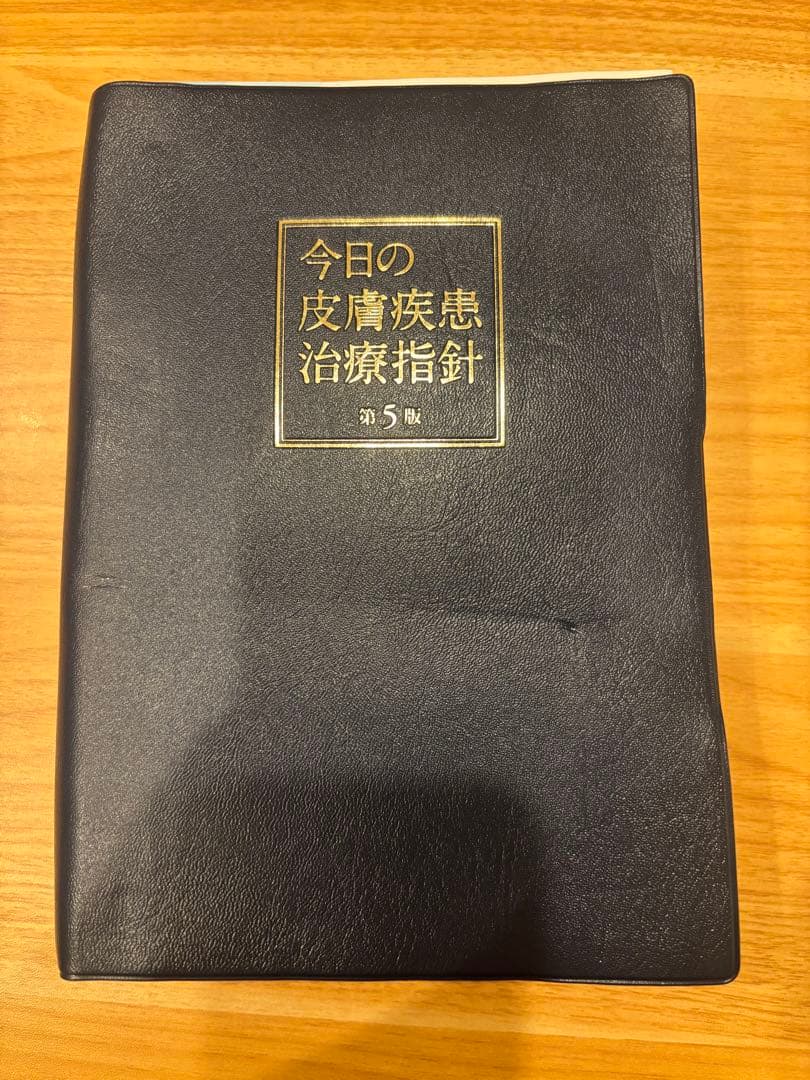 今日の
皮膚疾患
治療指針
第5版